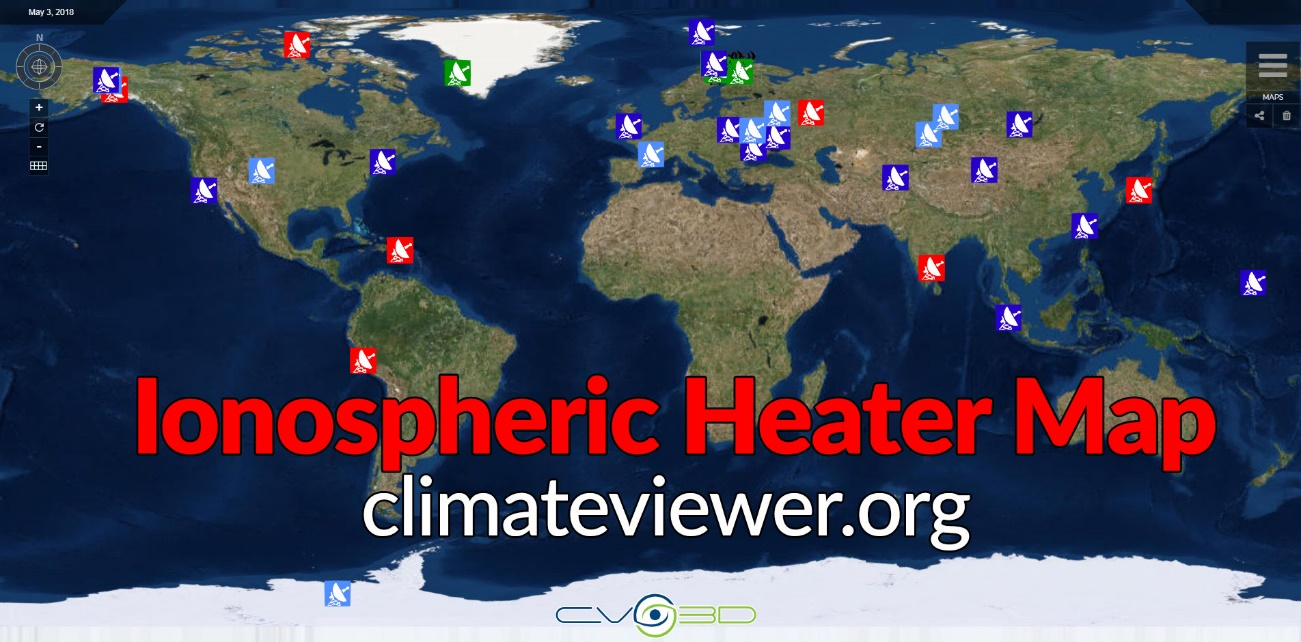 May 3, 2018
N
+
-
MAPS
Ionospheric Heater Map
climateviewer.org
CV3D